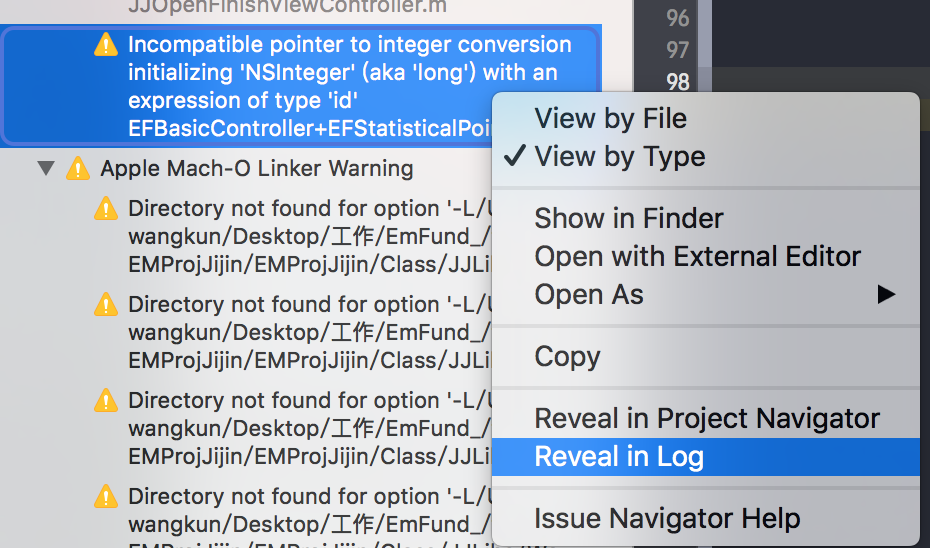 JJOpenFinishViewController.m
Incompatible pointer to integer conversion
initializing 'NSInteger' (aka 'long') with an
expression of type 'id'
EFBasicController+EFStatisticalPoi
Apple Mach-O Linker Warning
Directory not found for option '-L/U
wangkun/Desktop/工作/EmFund_/
EMProjJijin/EMProjJijin/Class/JJLi
Directory not found for option '-L/U
wangkun/Desktop/工作/EmFund_/
EMProjJijin/EMProjJijin/Class/JJLi
Directory not found for option '-L/U
wangkun/Desktop/工作/EmFund_/
EMProjJijin/EMProjJijin/Class/JJLi
Directory not found for option '-L/U
wangkun/Desktop/工作/EmFund_/
96
97
98
View by File
View by Type
Show in Finder
Open with External Editor
Open As
Copy
Reveal in Project Navigator
Reveal in Log
Issue Navigator Help